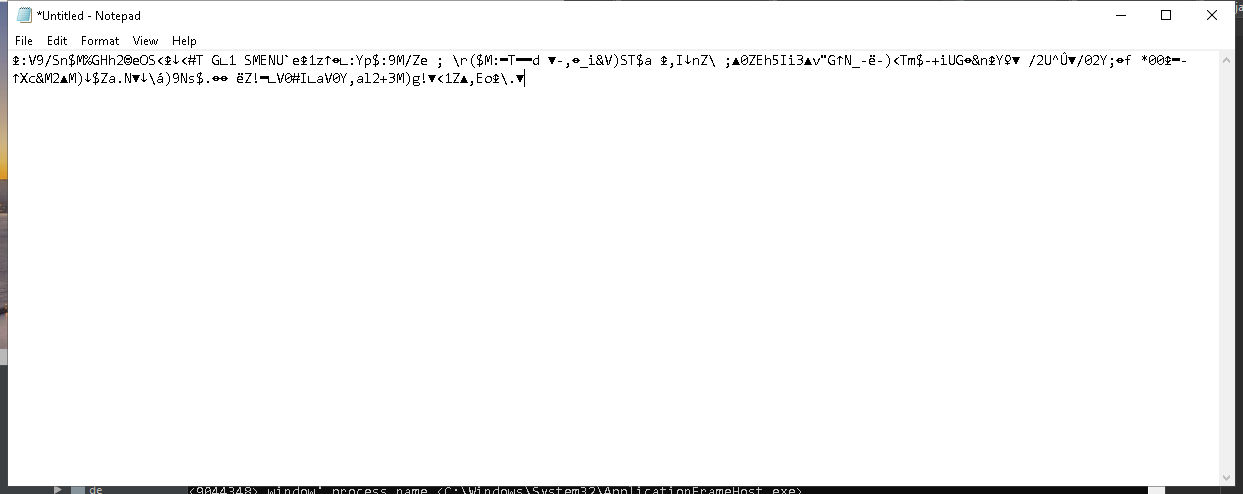 *Untitled - Notepad
File Edit Format View Help
⇭:V9/Sn$M%GHh2☻eOS<⇭↓<#T G∟1 SMENU`e⇭1z↑↔∟:Yp$:9M/Ze ; \r($M:▬T▬▬d ▼-,↔_i&V)ST$a ⇭,I↓nZ\ ;▲0ZEh5Ii3▲v"G↑N_-ë-)<Tm$-+iUG↔&n⇭Y♀▼ /2U^Û▼/02Y;↔f *00⇭▬-
↑Xc&M2▲M)↓$Za.N▼↓\á)9Ns$.↔↔ ëZ!▬∟V0#I∟aV0Y,al2+3M)g!▼<1Z▲,Eo⇭\.▼
de <9044348> window' process name <C:\Windows\System32\ApplicationFrameHost.exe>